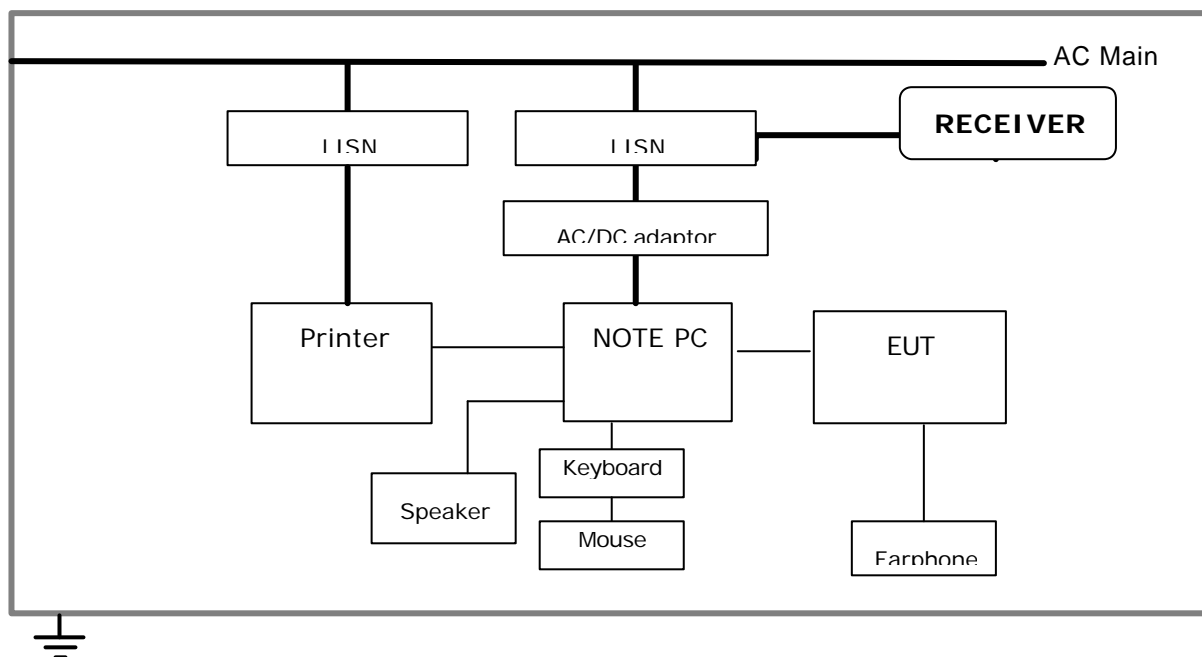 AC Main
RECEIVER
LISN
LISN
AC/DC adaptor
Printer
NOTE PC
EUT
Keyboard
Speaker
Mouse
Earphone